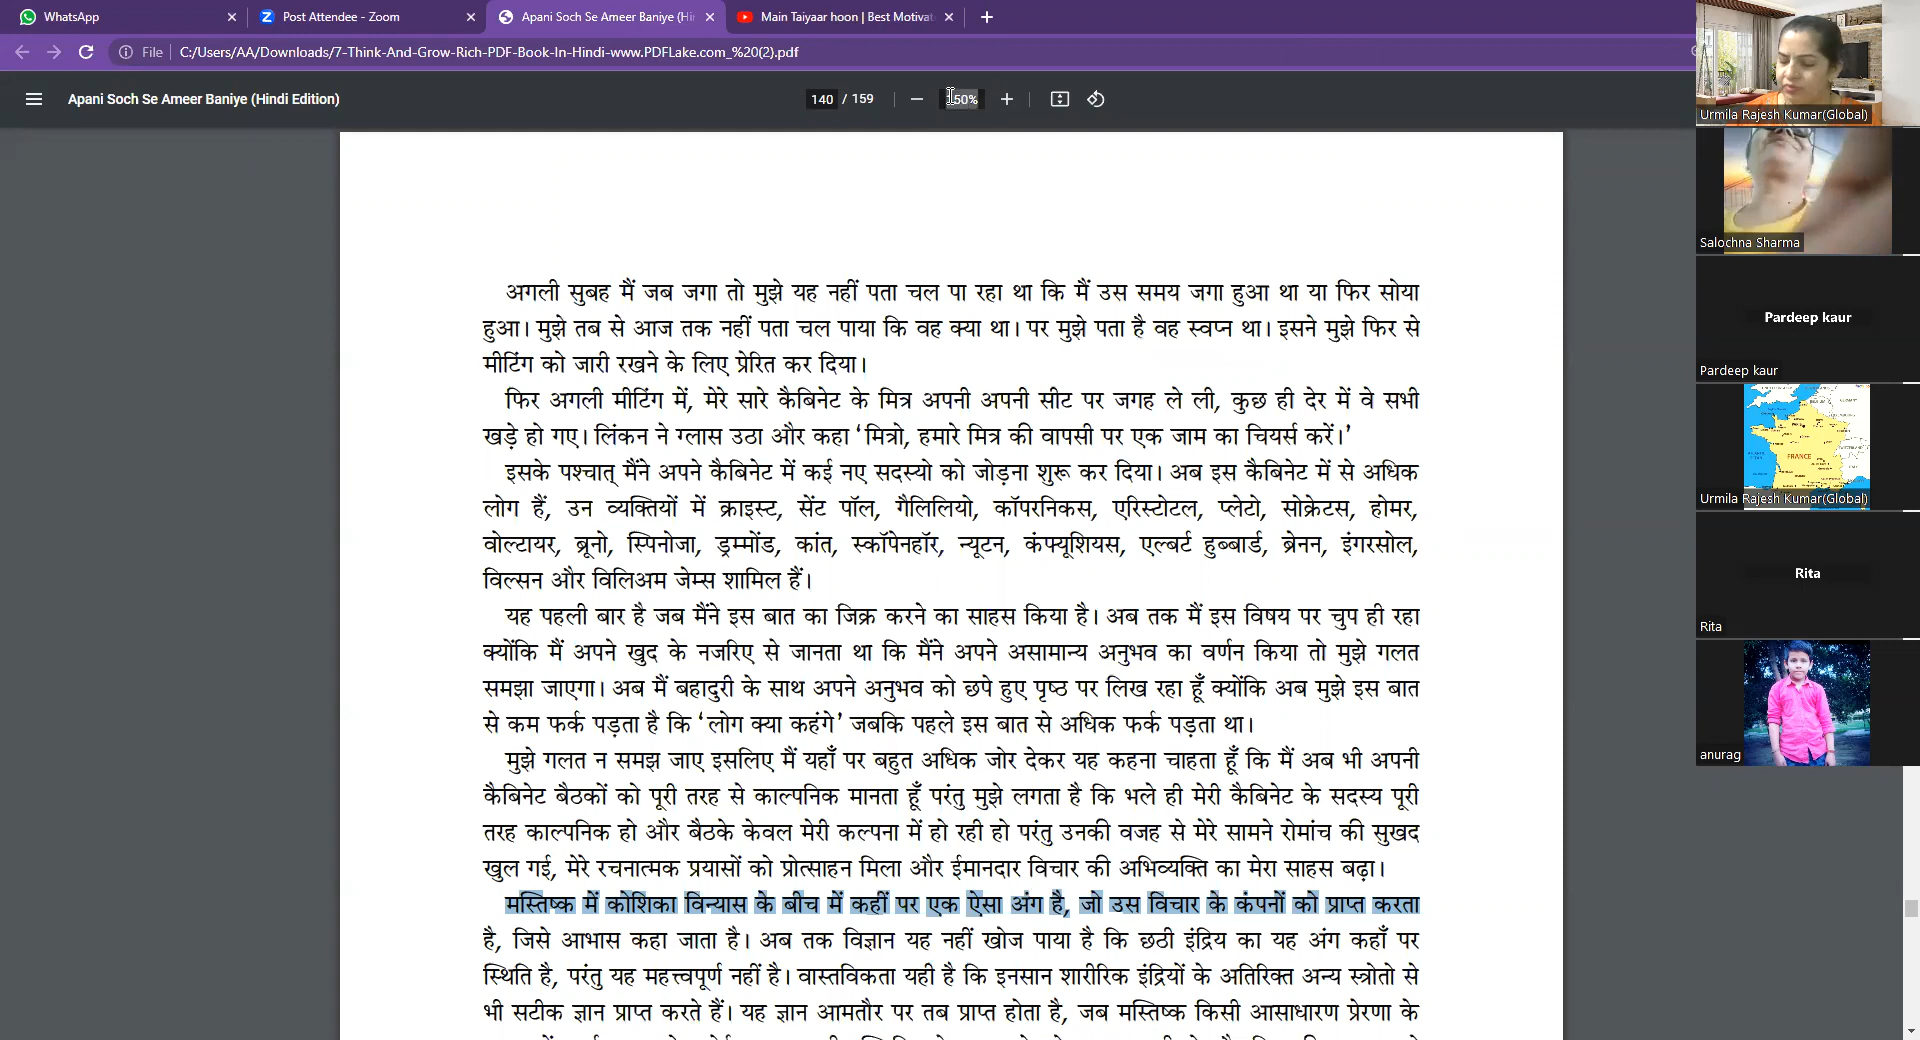 WhatsApp
Post Attendee - Zoom
Apani Soch Se Ameer Baniye (Hi
Main Taiyaar hoon | Best Motivat
File
C:/Users/AA/Downloads/7-Think-And-Grow-Rich-PDF-Book-In-Hindi-www.PDFLake.com_%20(2).pdf
Apani Soch Se Ameer Baniye (Hindi Edition)
140 / 159
150%
अगली सुबह मैं जब जगा तो मुझे यह नहीं पता चल पा रहा था कि मैं उस समय जगा हुआ था या फिर सोया
हुआ। मुझे तब से आज तक नहीं पता चल पाया कि वह क्या था। पर मुझे पता है वह स्वप्न था। इसने मुझे फिर से
मीटिंग को जारी रखने के लिए प्रेरित कर दिया।
फिर अगली मीटिंग में, मेरे सारे कैबिनेट के मित्र अपनी अपनी सीट पर जगह ले ली, कुछ ही देर में वे सभी
खड़े हो गए। लिंकन ने ग्लास उठा और कहा ‘मित्रो, हमारे मित्र की वापसी पर एक जाम का चियर्स करें।’
इसके पश्चात् मैंने अपने कैबिनेट में कई नए सदस्यो को जोड़ना शुरू कर दिया। अब इस कैबिनेट में से अधिक
लोग हैं, उन व्यक्तियों में क्राइस्ट, सेंट पॉल, गैलिलियो, कॉपरनिकस, एरिस्टोटल, प्लेटो, सोक्रेटस, होमर,
वोल्टायर, ब्रूनो, स्पिनोजा, ड्रम्मोंड, कांत, स्कॉपेनहॉर, न्यूटन, कंफ्यूशियस, एल्बर्ट हुब्बार्ड, ब्रेनन, इंगरसोल,
विल्सन और विलिअम जेम्स शामिल हैं।
यह पहली बार है जब मैंने इस बात का जिक्र करने का साहस किया है। अब तक मैं इस विषय पर चुप ही रहा
क्योंकि मैं अपने खुद के नजरिए से जानता था कि मैंने अपने असामान्य अनुभव का वर्णन किया तो मुझे गलत
समझा जाएगा। अब मैं बहादुरी के साथ अपने अनुभव को छपे हुए पृष्ठ पर लिख रहा हूँ क्योंकि अब मुझे इस बात
से कम फर्क पड़ता है कि ‘लोग क्या कहंगे’ जबकि पहले इस बात से अधिक फर्क पड़ता था।
मुझे गलत न समझ जाए इसलिए मैं यहाँ पर बहुत अधिक जोर देकर यह कहना चाहता हूँ कि मैं अब भी अपनी
कैबिनेट बैठकों को पूरी तरह से काल्पनिक मानता हूँ परंतु मुझे लगता है कि भले ही मेरी कैबिनेट के सदस्य पूरी
तरह काल्पनिक हो और बैठके केवल मेरी कल्पना में हो रही हो परंतु उनकी वजह से मेरे सामने रोमांच की सुखद
खुल गई, मेरे रचनात्मक प्रयासों को प्रोत्साहन मिला और ईमानदार विचार की अभिव्यक्ति का मेरा साहस बढ़ा।
मस्तिष्क में कोशिका विन्यास के बीच में कहीं पर एक ऐसा अंग है, जो उस विचार के कंपनों को प्राप्त करता
है, जिसे आभास कहा जाता है। अब तक विज्ञान यह नहीं खोज पाया है कि छठी इंद्रिय का यह अंग कहाँ पर
स्थिति है, परंतु यह महत्त्वपूर्ण नहीं है। वास्तविकता यही है कि इनसान शारीरिक इंद्रियों के अतिरिक्त अन्य स्त्रोतो से
भी सटीक ज्ञान प्राप्त करते हैं। यह ज्ञान आमतौर पर तब प्राप्त होता है, जब मस्तिष्क किसी आसाधारण प्रेरणा के
Urmila Rajesh Kumar(Global)
Salochna Sharma
Pardeep kaur
Pardeep kaur
FRANCE
Urmila Rajesh Kumar(Global)
Rita
Rita
anurag